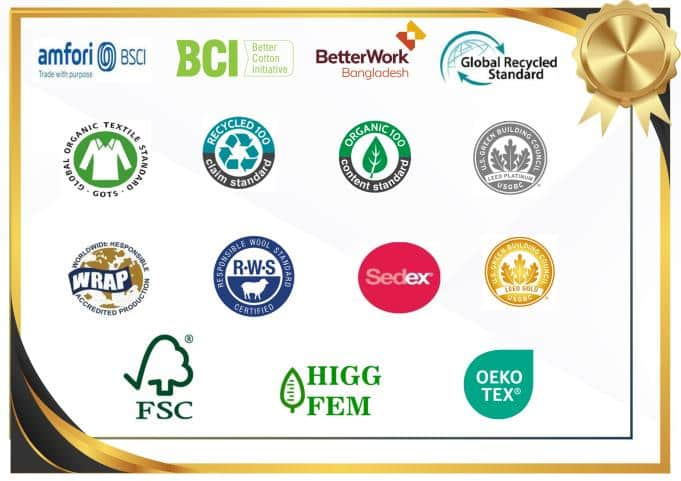 amfori BSCI
Trade with purpose
BCI Better Cotton Initiative
BetterWork
Bangladesh
Global Recycled
Standard
GLOBAL ORGANIC TEXTILE STANDARD
· GOTS ·
RECYCLED 100
claim standard
ORGANIC 100
content standard
U.S. GREEN BUILDING COUNCIL
LEED PLATINUM
USGBC
WORLDWIDE RESPONSIBLE
WRAP
ACCREDITED PRODUCTION
RESPONSIBLE WOOL STANDARD
R·W·S
CERTIFIED
Sedex®
U.S. GREEN BUILDING COUNCIL
LEED GOLD
USGBC
®
FSC
HIGG
FEM
OEKO
TEX®